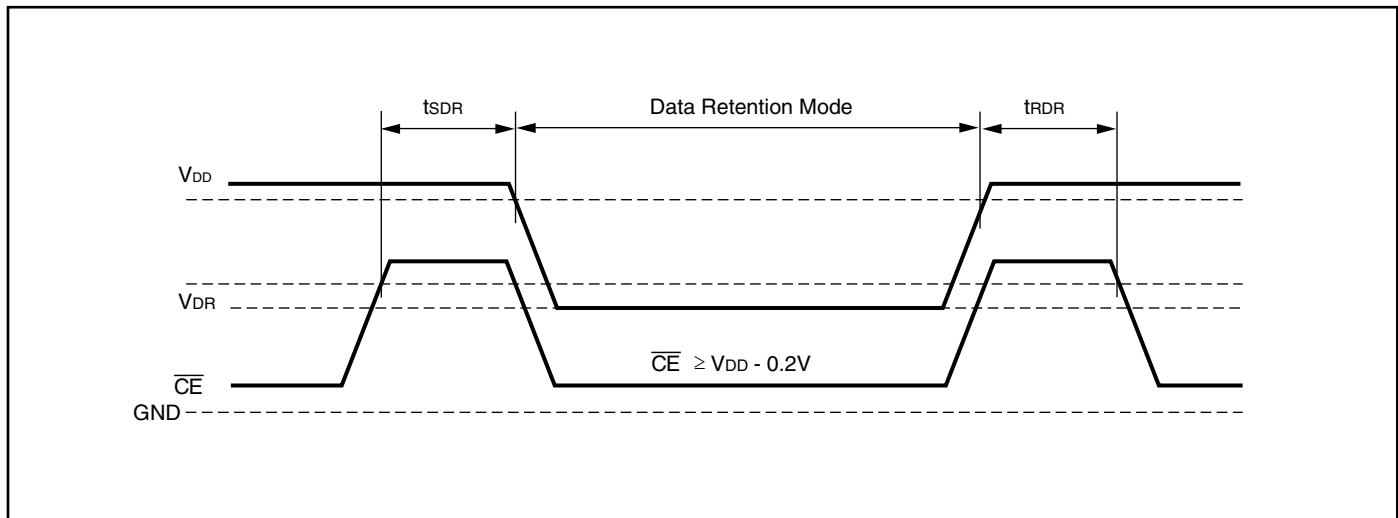 tSDR
Data Retention Mode
tRDR
VDD
VDR
CE ≥ VDD - 0.2V
CE
GND